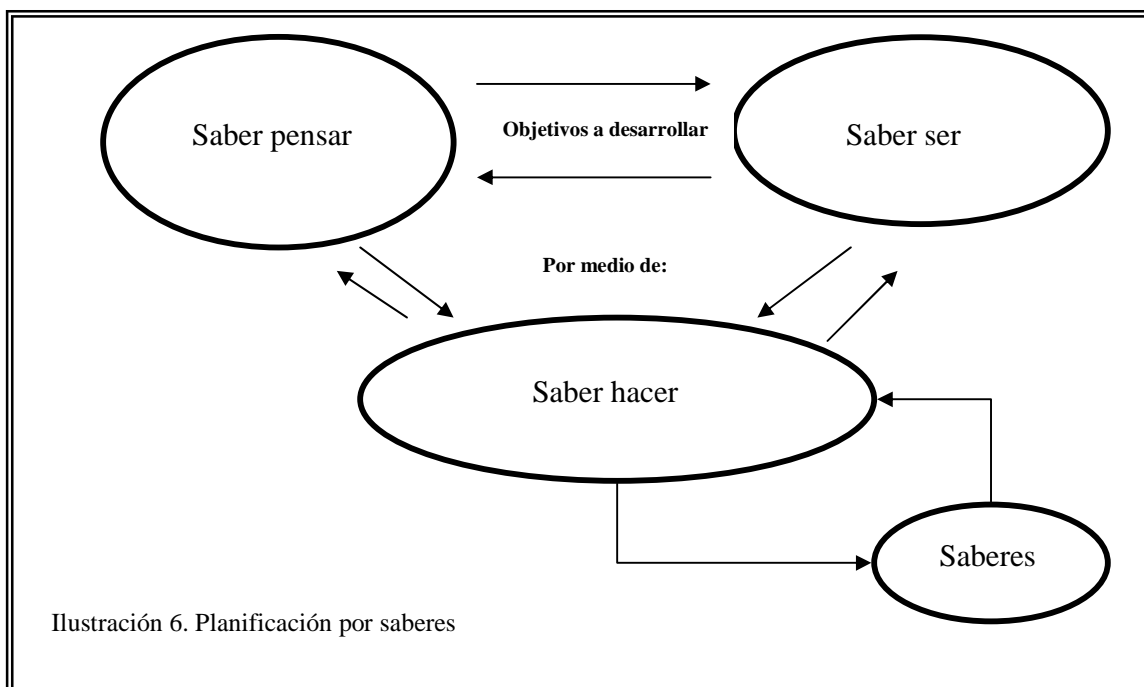 Saber pensar
Objetivos a desarrollar
Saber ser
Por medio de:
Saber hacer
Saberes
Ilustración 6. Planificación por saberes